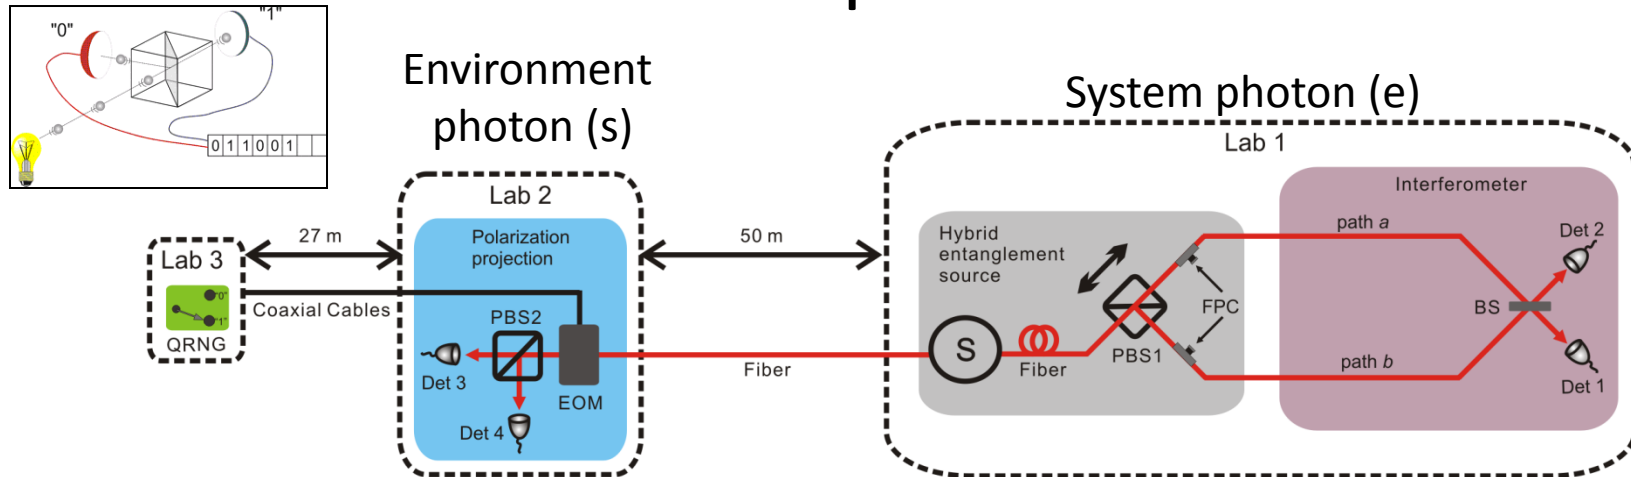 "0"
"1"
0 1 1 0 0 1
Environment
photon (s)
System photon (e)
Lab 3
"0"
"1"
QRNG
27 m
Coaxial Cables
Lab 2
Polarization
projection
PBS2
Det 3
Det 4
EOM
50 m
Fiber
Lab 1
Hybrid
entanglement
source
S
Fiber
PBS1
FPC
Interferometer
path a
path b
BS
Det 2
Det 1